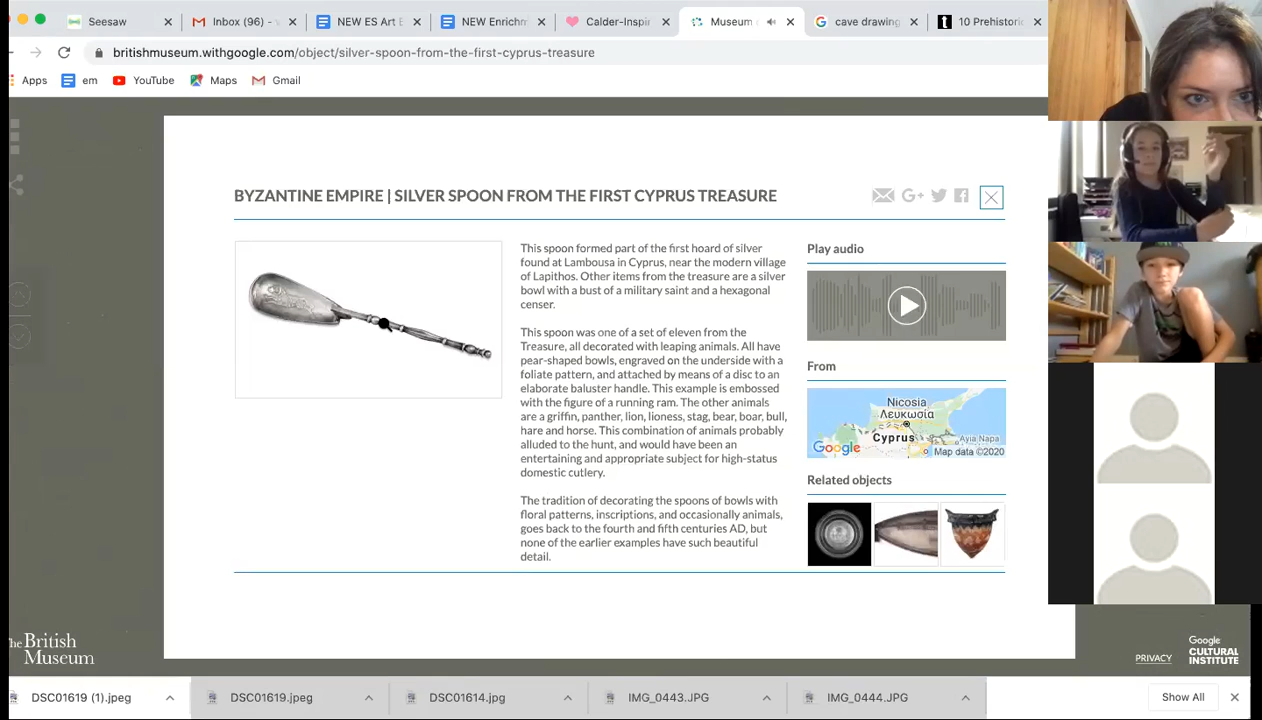 Seesaw
Inbox (96) - 
NEW ES Art
NEW Enrichm
Calder-Inspir
Museum o
cave drawing
10 Prehistoric
britishmuseum.withgoogle.com/object/silver-spoon-from-the-first-cyprus-treasure
Apps
em
YouTube
Maps
Gmail
BYZANTINE EMPIRE | SILVER SPOON FROM THE FIRST CYPRUS TREASURE
This spoon formed part of the first hoard of silver
found at Lambousa in Cyprus, near the modern village
of Lapithos. Other items from the treasure are a silver
bowl with a bust of a military saint and a hexagonal
censer.
This spoon was one of a set of eleven from the
Treasure, all decorated with leaping animals. All have
pear-shaped bowls, engraved on the underside with a
foliate pattern, and attached by means of a disc to an
elaborate baluster handle. This example is embossed
with the figure of a running ram. The other animals
are a griffin, panther, lion, lioness, stag, bear, boar, bull,
hare and horse. This combination of animals probably
alluded to the hunt, and would have been an
entertaining and appropriate subject for high-status
domestic cutlery.
The tradition of decorating the spoons of bowls with
floral patterns, inscriptions, and occasionally animals,
goes back to the fourth and fifth centuries AD, but
none of the earlier examples have such beautiful
detail.
Play audio
From
Nicosia
Λευκωσία
Cyprus
Ayia Napa
Google
Map data ©2020
Related objects
The British
Museum
PRIVACY
Google
CULTURAL
INSTITUTE
DSC01619 (1).jpeg
DSC01619.jpeg
DSC01614.jpg
IMG_0443.JPG
IMG_0444.JPG
Show All